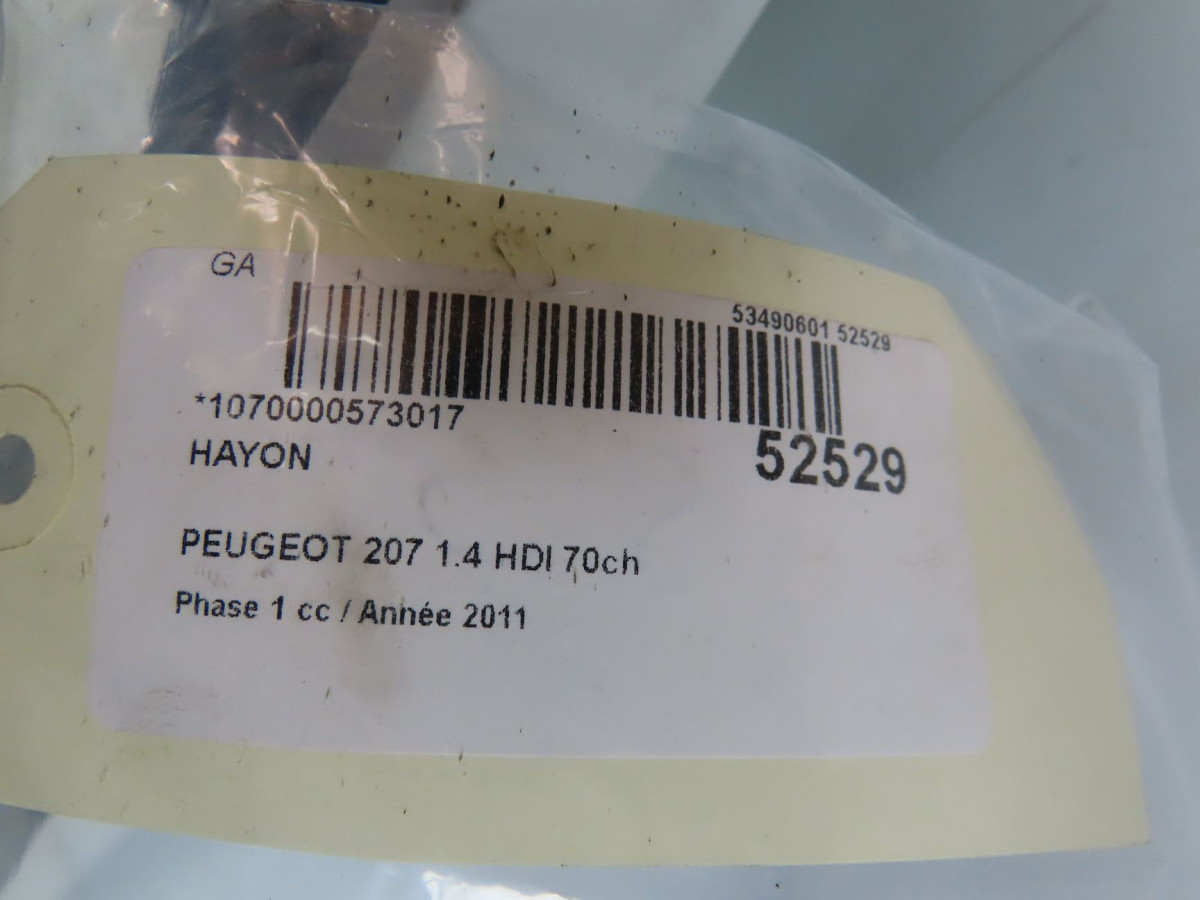 GA
53490601 52529
*1070000573017
HAYON
52529
PEUGEOT 207 1.4 HDI 70ch
Phase 1 cc / Année 2011